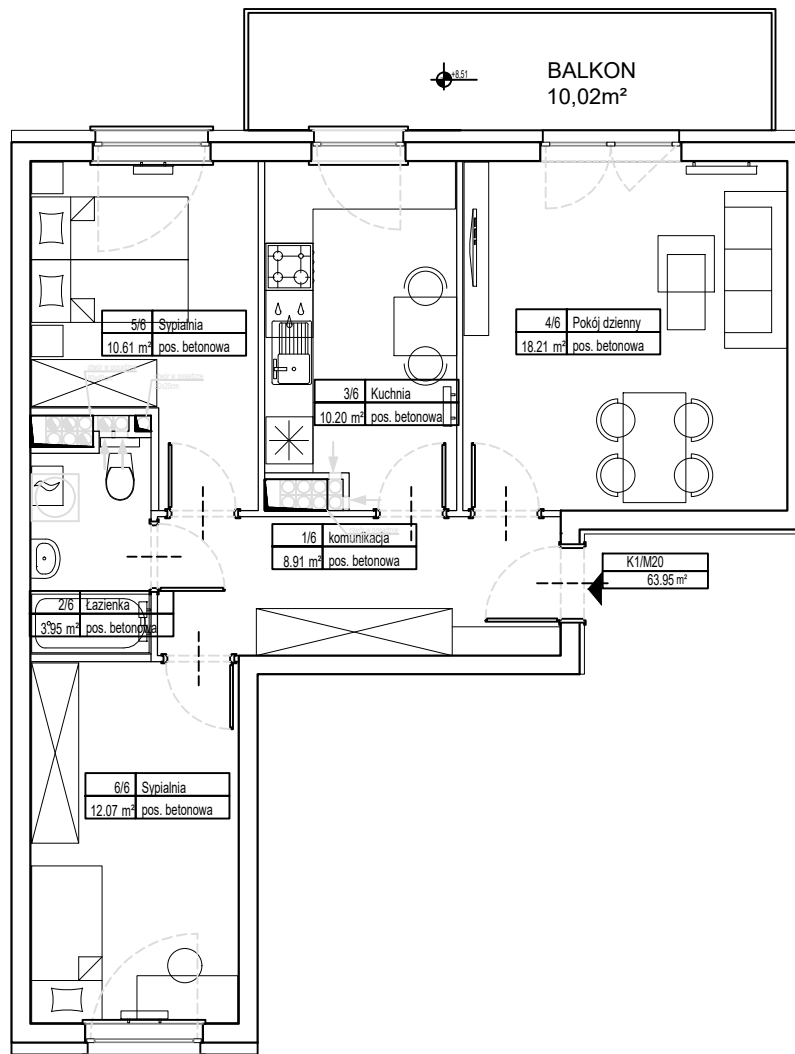 BALKON
10,02m²
+8.51
5/6 Sypialnia
10.61 m² pos. betonowa
4/6 Pokój dzienny
18.21 m² pos. betonowa
3/6 Kuchnia
10.20 m² pos. betonowa
1/6 komunikacja
8.91 m² pos. betonowa
K1/M20
63.95 m²
2/6 Łazienka
3.95 m² pos. betonowa
6/6 Sypialnia
12.07 m² pos. betonowa